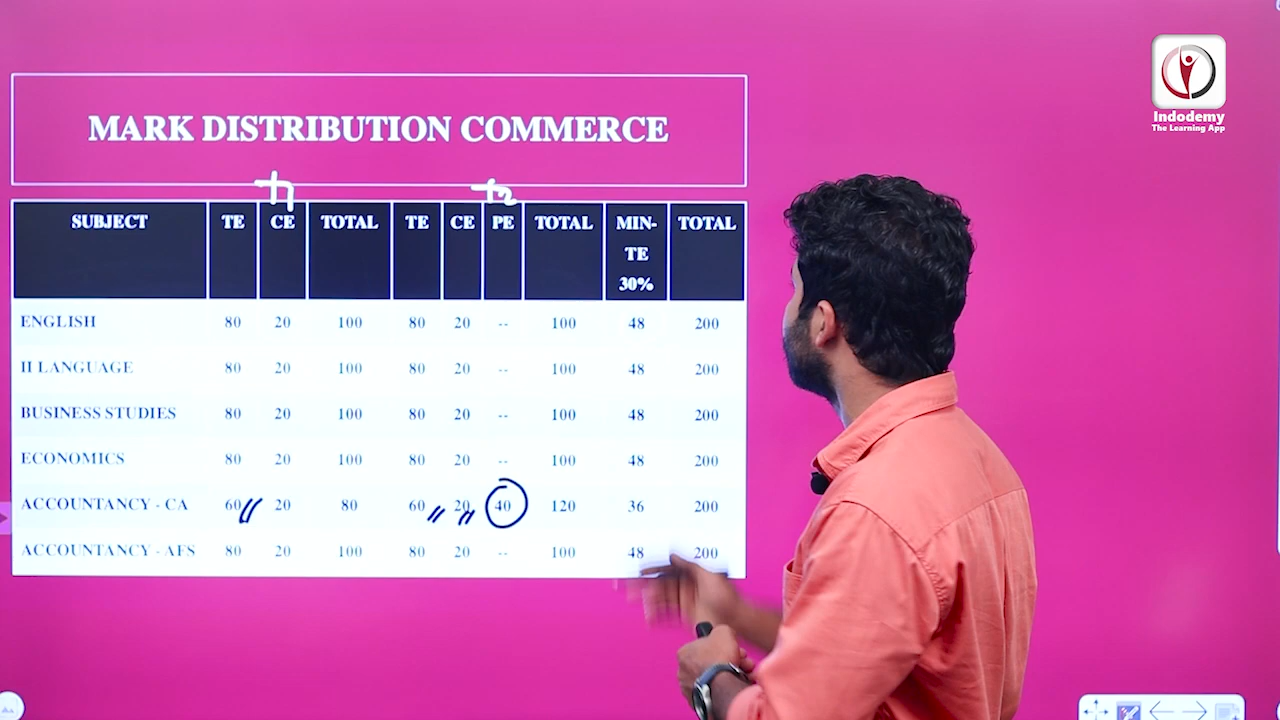 Indodemy
The Learning App
MARK DISTRIBUTION COMMERCE
+1 +2
SUBJECT TE CE TOTAL TE CE PE TOTAL MIN-TE 30% TOTAL
ENGLISH 80 20 100 80 20 -- 100 48 200
II LANGUAGE 80 20 100 80 20 -- 100 48 200
BUSINESS STUDIES 80 20 100 80 20 -- 100 48 200
ECONOMICS 80 20 100 80 20 -- 100 48 200
ACCOUNTANCY - CA 60 20 80 60 20 40 120 36 200
ACCOUNTANCY - AFS 80 20 100 80 20 -- 100 48 200